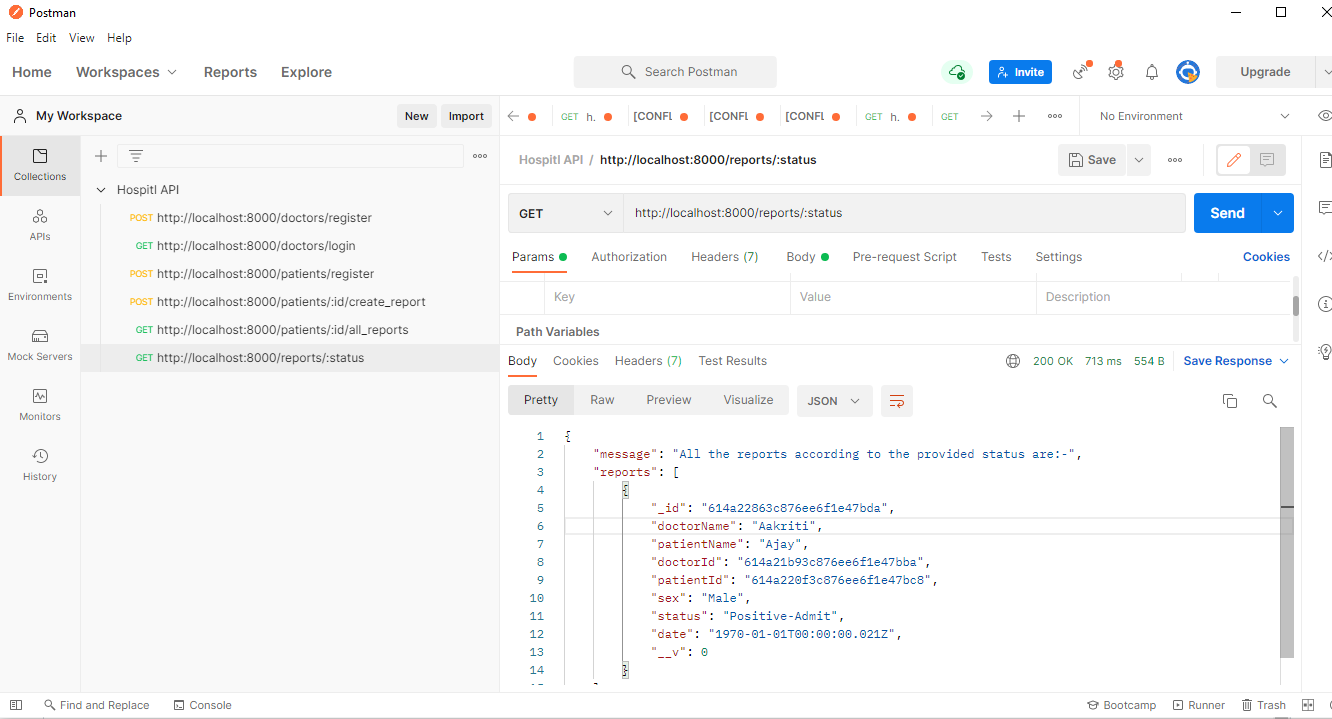 Postman
File Edit View Help
Home Workspaces Reports Explore Search Postman Invite Upgrade
My Workspace New Import GET h. [CONFL [CONFL [CONFL GET h. GET No Environment
Hospitl API / http://localhost:8000/reports/:status Save
Collections
APIs
Environments
Mock Servers
Monitors
History
Hospitl API
POST http://localhost:8000/doctors/register
GET http://localhost:8000/doctors/login
POST http://localhost:8000/patients/register
POST http://localhost:8000/patients/:id/create_report
GET http://localhost:8000/patients/:id/all_reports
GET http://localhost:8000/reports/:status
GET http://localhost:8000/reports/:status Send
Params Authorization Headers (7) Body Pre-request Script Tests Settings Cookies
Key Value Description
Path Variables
Body Cookies Headers (7) Test Results 200 OK 713 ms 554 B Save Response
Pretty Raw Preview Visualize JSON
1 {
2 "message": "All the reports according to the provided status are:-",
3 "reports": [
4 {
5 "_id": "614a22863c876ee6f1e47bda",
6 "doctorName": "Aakriti",
7 "patientName": "Ajay",
8 "doctorId": "614a21b93c876ee6f1e47bba",
9 "patientId": "614a220f3c876ee6f1e47bc8",
10 "sex": "Male",
11 "status": "Positive-Admit",
12 "date": "1970-01-01T00:00:00.021Z",
13 "__v": 0
14 }
Find and Replace Console Bootcamp Runner Trash